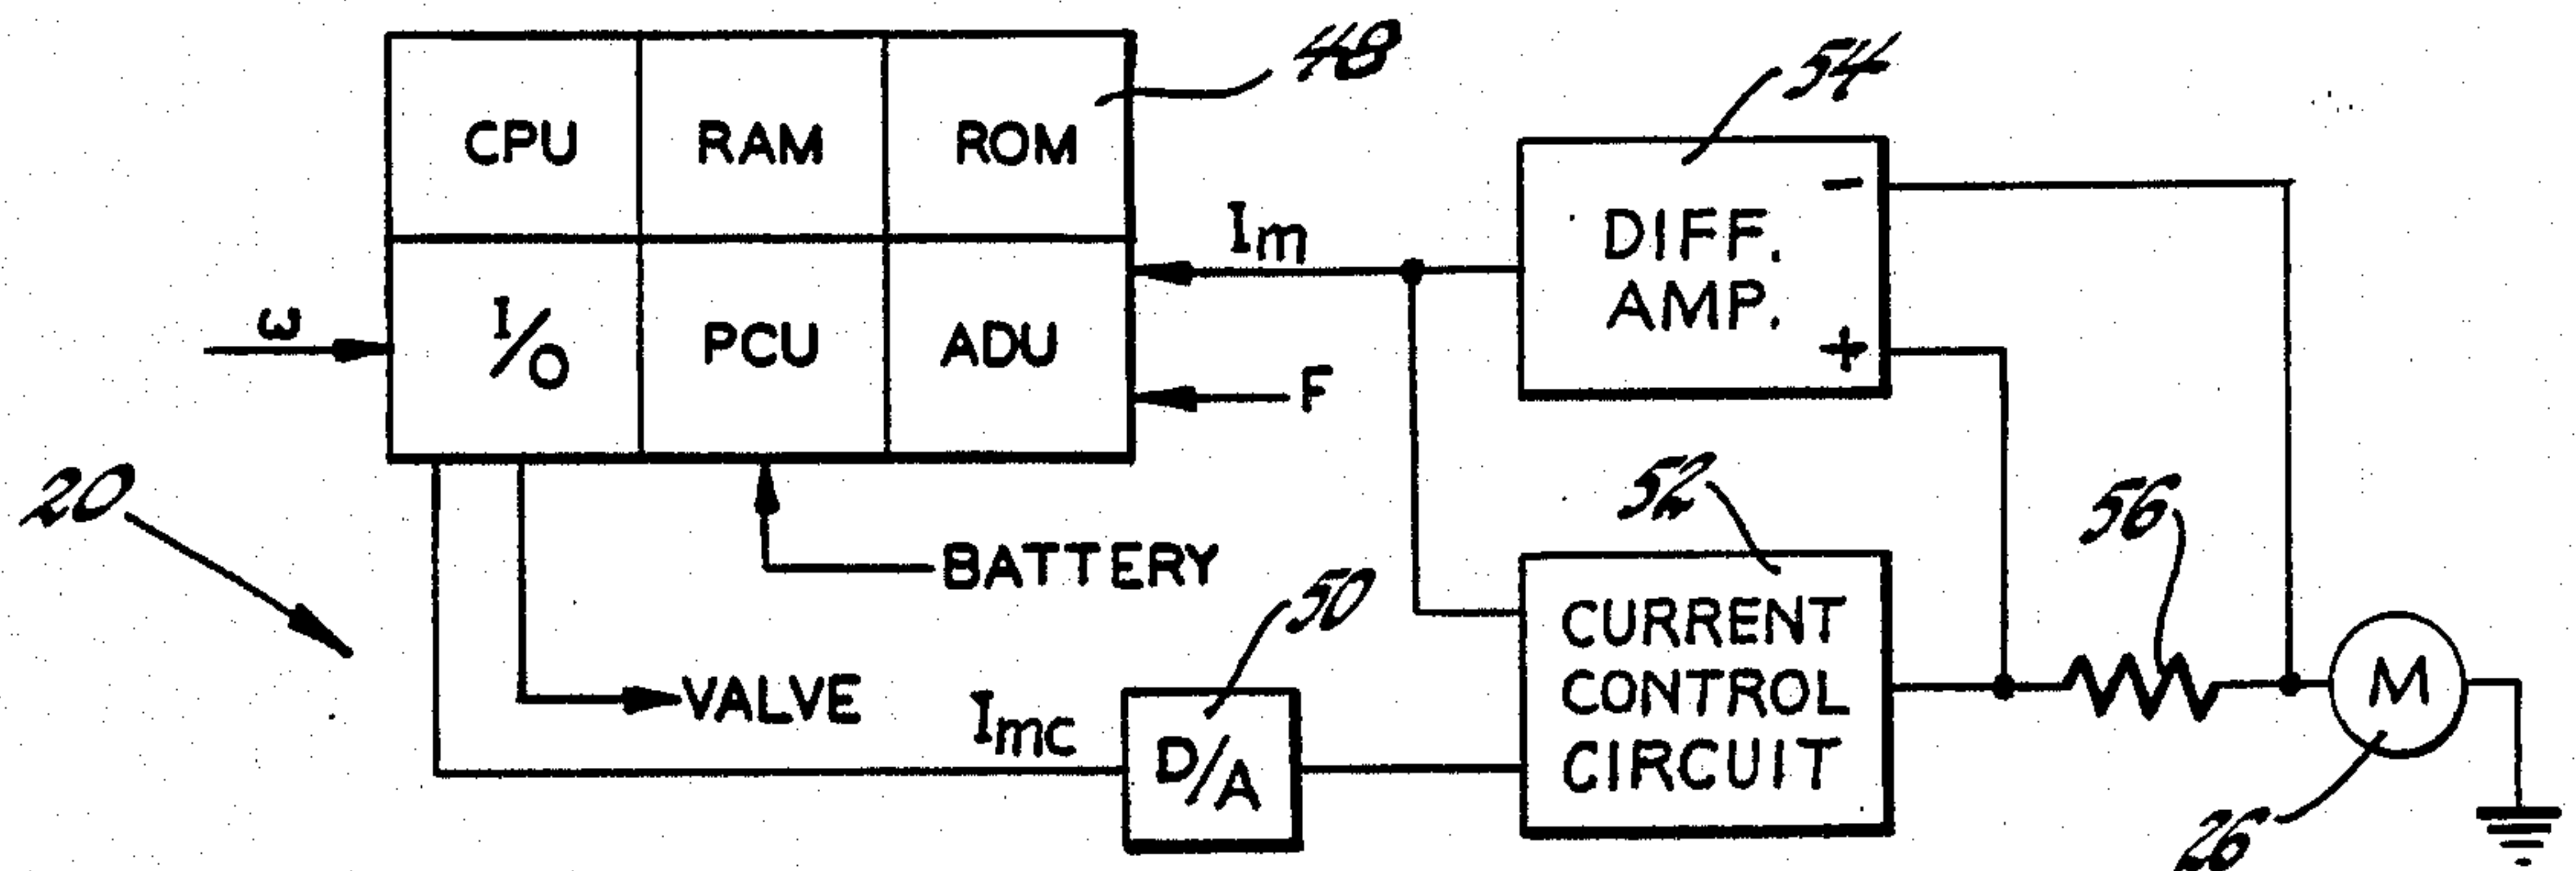 48
54
CPU RAM ROM
-
DIFF.
AMP.
+
Im
ω
I/O PCU ADU
F
20
52
56
BATTERY
50
CURRENT
CONTROL
CIRCUIT
M
VALVE
Imc
D/A
26